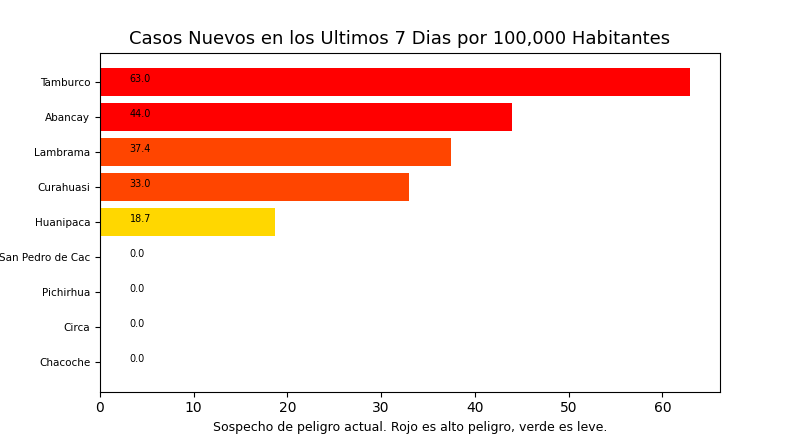 Casos Nuevos en los Ultimos 7 Dias por 100,000 Habitantes
Tamburco 63.0
Abancay 44.0
Lambrama 37.4
Curahuasi 33.0
Huanipaca 18.7
San Pedro de Cac 0.0
Pichirhua 0.0
Circa 0.0
Chacoche 0.0
0 10 20 30 40 50 60
Sospecho de peligro actual. Rojo es alto peligro, verde es leve.